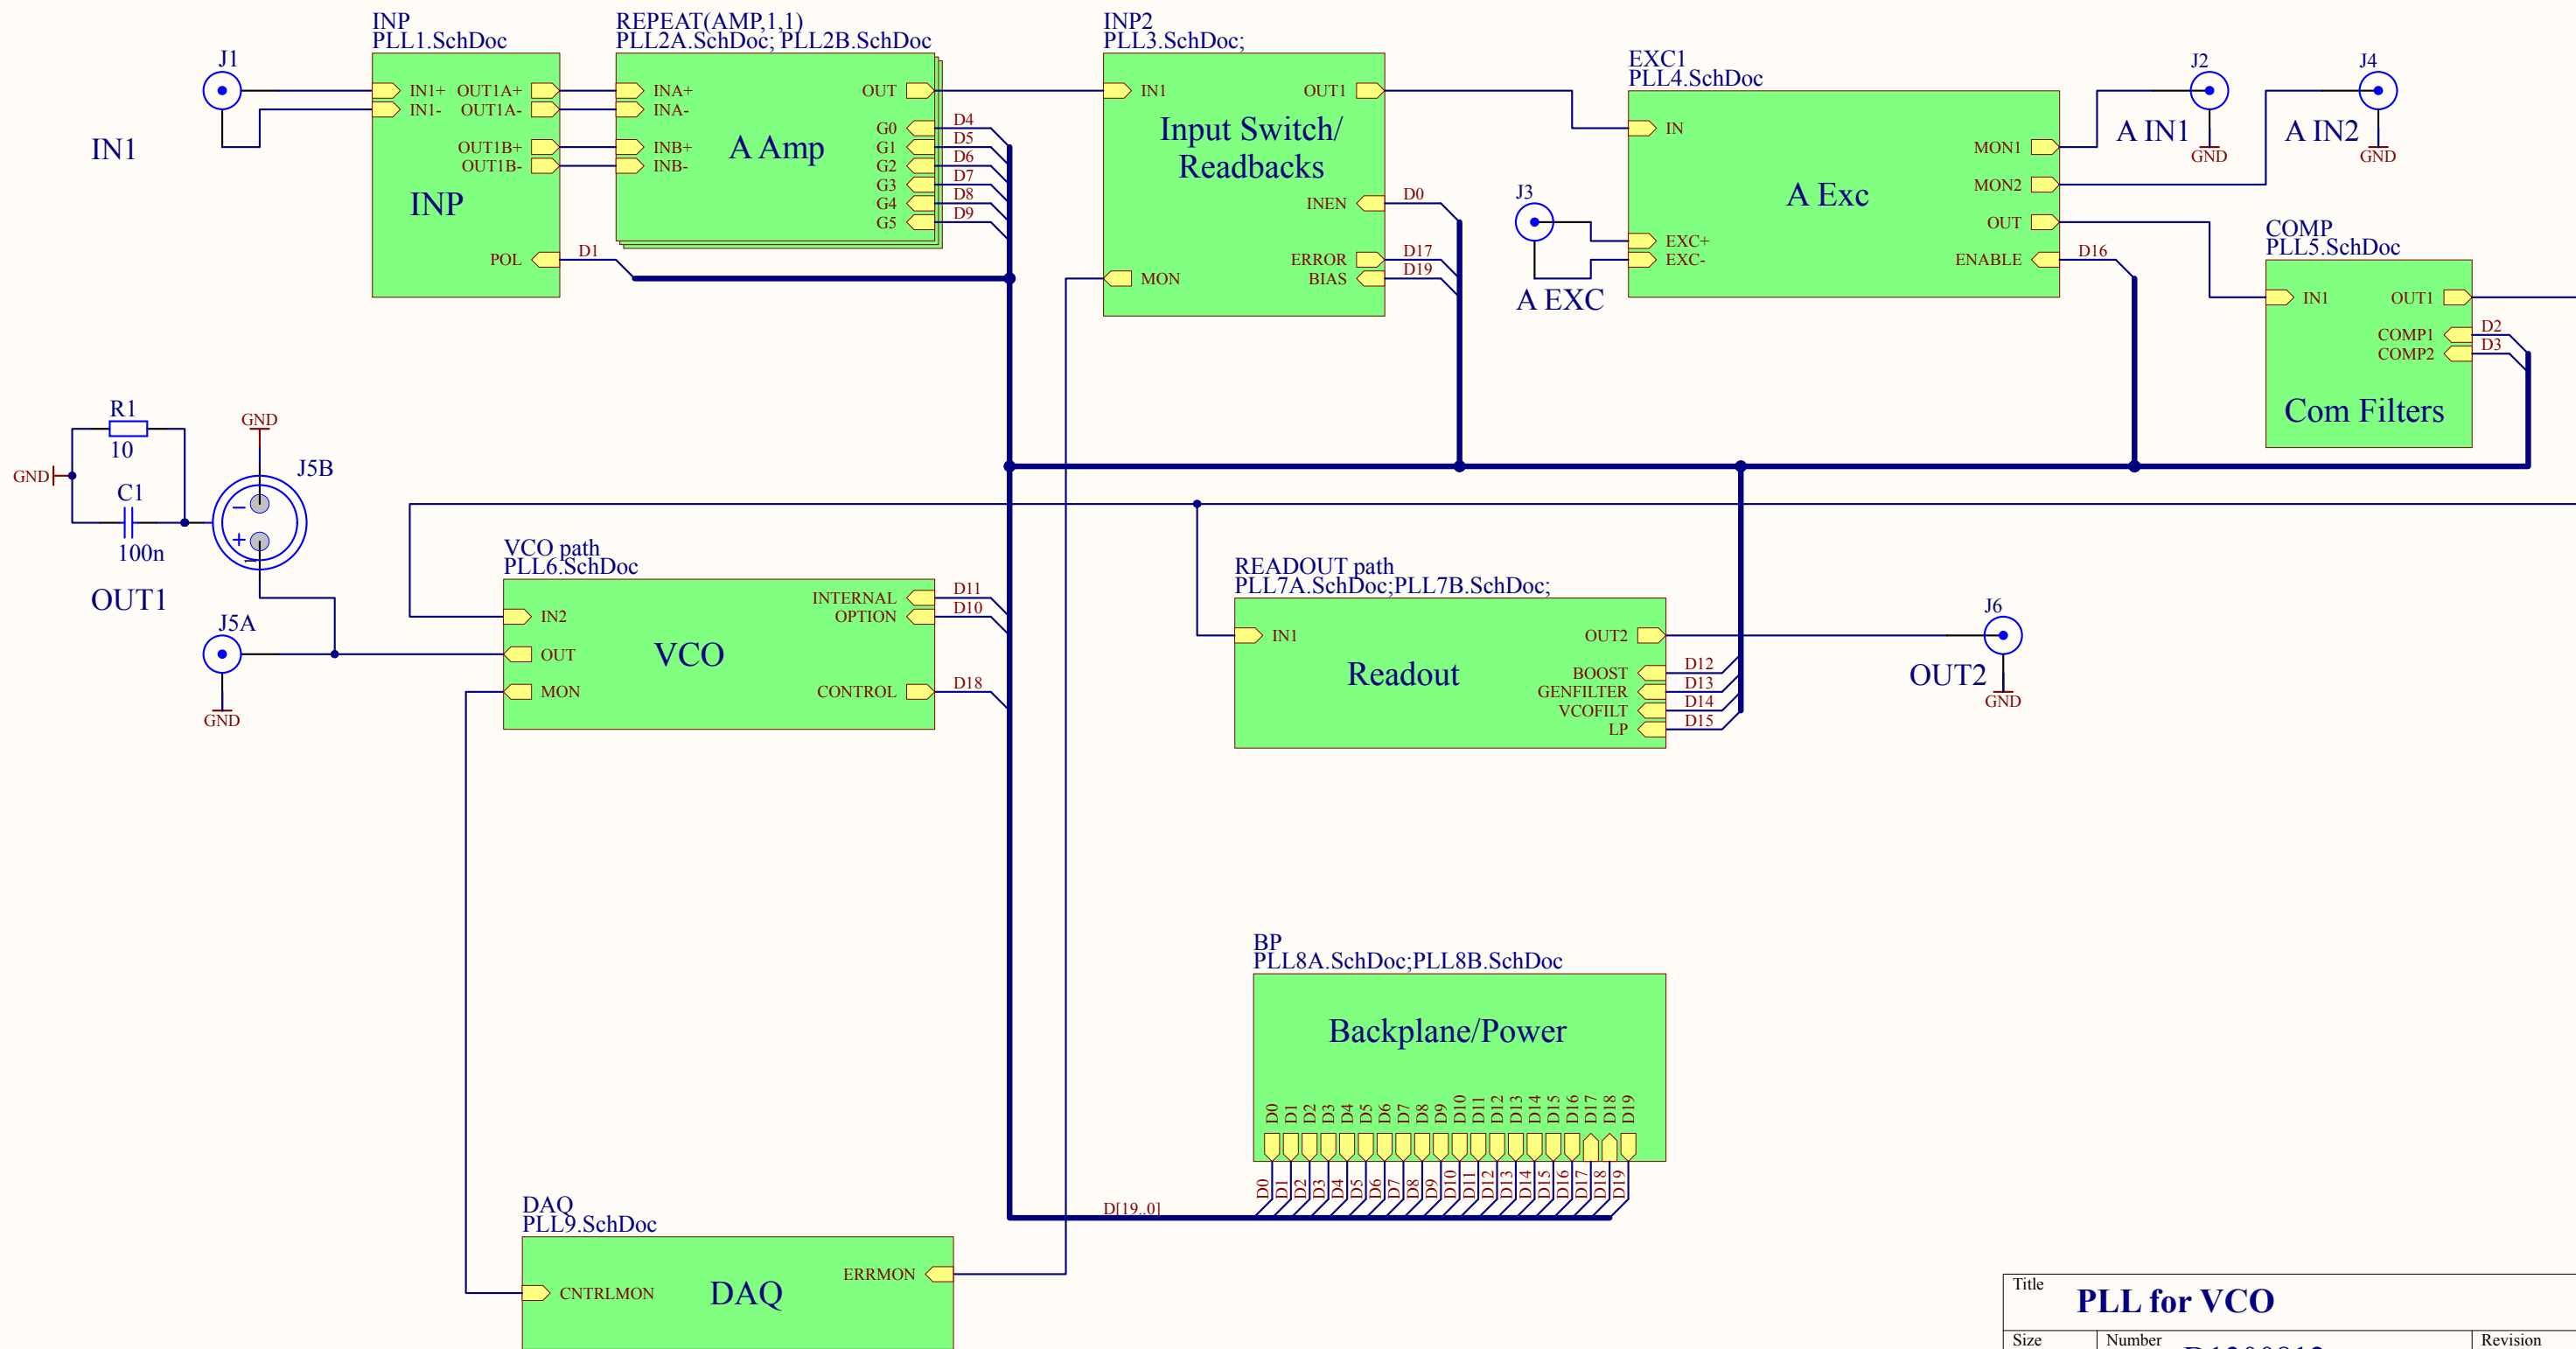 INP
PLL1.SchDoc
J1
IN1
IN1+ OUT1A+
IN1- OUT1A-
OUT1B+
OUT1B-
INP
POL
D1
REPEAT(AMP,1,1)
PLL2A.SchDoc; PLL2B.SchDoc
INA+
INA-
INB+
INB-
A Amp
OUT
G0
G1
G2
G3
G4
G5
D4
D5
D6
D7
D8
D9
INP2
PLL3.SchDoc;
IN1
OUT1
Input Switch/
Readbacks
INEN
ERROR
BIAS
MON
D0
D17
D19
EXC1
PLL4.SchDoc
IN
J3
A EXC
EXC+
EXC-
A Exc
MON1
MON2
OUT
ENABLE
D16
J2
A IN1
GND
J4
A IN2
GND
COMP
PLL5.SchDoc
IN1
OUT1
COMP1
COMP2
D2
D3
Com Filters
R1
10
GND
C1
100n
GND
J5B
−
+
1
OUT1
J5A
GND
VCO path
PLL6.SchDoc
IN2
OUT
MON
VCO
INTERNAL
OPTION
CONTROL
D11
D10
D18
READOUT path
PLL7A.SchDoc;PLL7B.SchDoc;
IN1
Readout
OUT2
BOOST
GENFILTER
VCOFILT
LP
D12
D13
D14
D15
J6
OUT2
GND
BP
PLL8A.SchDoc;PLL8B.SchDoc
Backplane/Power
D0 D1 D2 D3 D4 D5 D6 D7 D8 D9 D10 D11 D12 D13 D14 D15 D16 D17 D18 D19
D0 D1 D2 D3 D4 D5 D6 D7 D8 D9 D10 D11 D12 D13 D14 D15 D16 D17 D18 D19
D[19..0]
DAQ
PLL9.SchDoc
CNTRLMON
DAQ
ERRMON
Title
PLL for VCO
Size
Number
Revision